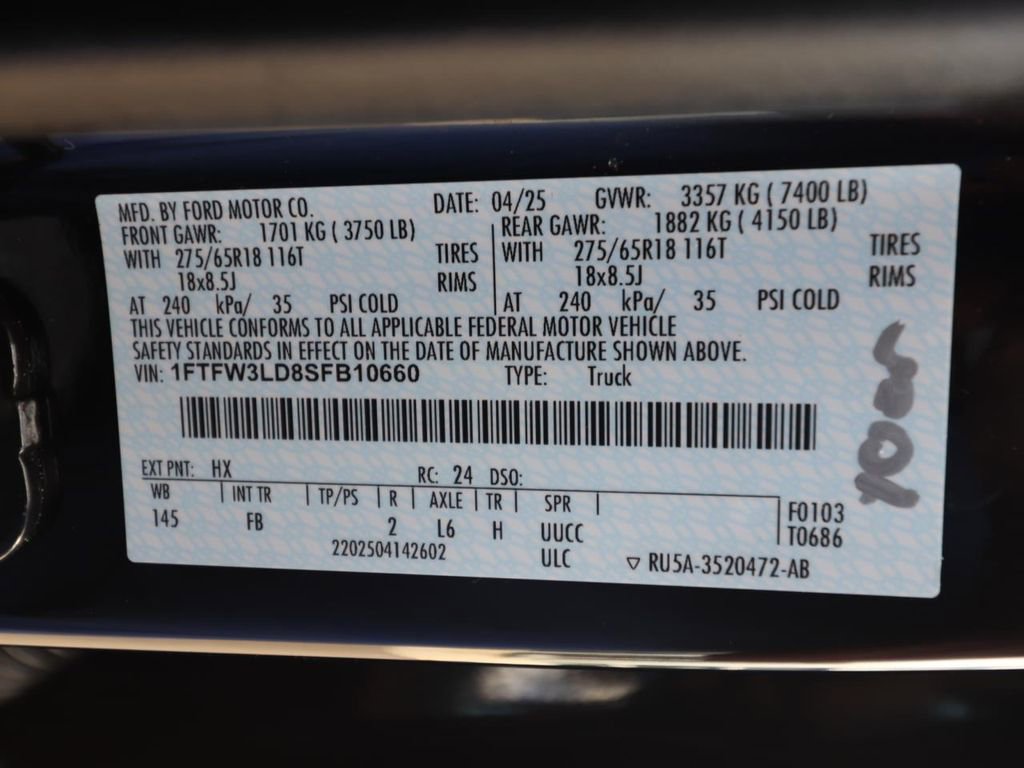 MFD. BY FORD MOTOR CO. DATE: 04/25 GVWR: 3357 KG ( 7400 LB)
FRONT GAWR: 1701 KG ( 3750 LB) REAR GAWR: 1882 KG ( 4150 LB)
WITH 275/65R18 116T TIRES WITH 275/65R18 116T TIRES
18x8.5J RIMS 18x8.5J RIMS
AT 240 kPa/ 35 PSI COLD AT 240 kPa/ 35 PSI COLD
THIS VEHICLE CONFORMS TO ALL APPLICABLE FEDERAL MOTOR VEHICLE
SAFETY STANDARDS IN EFFECT ON THE DATE OF MANUFACTURE SHOWN ABOVE.
VIN: 1FTFW3LD8SFB10660 TYPE: Truck
EXT PNT: HX RC: 24 DSO:
WB INT TR TP/PS R AXLE TR SPR
145 FB 2 L6 H UUCC
F0103
T0686
2202504142602 ULC
RU5A-3520472-AB